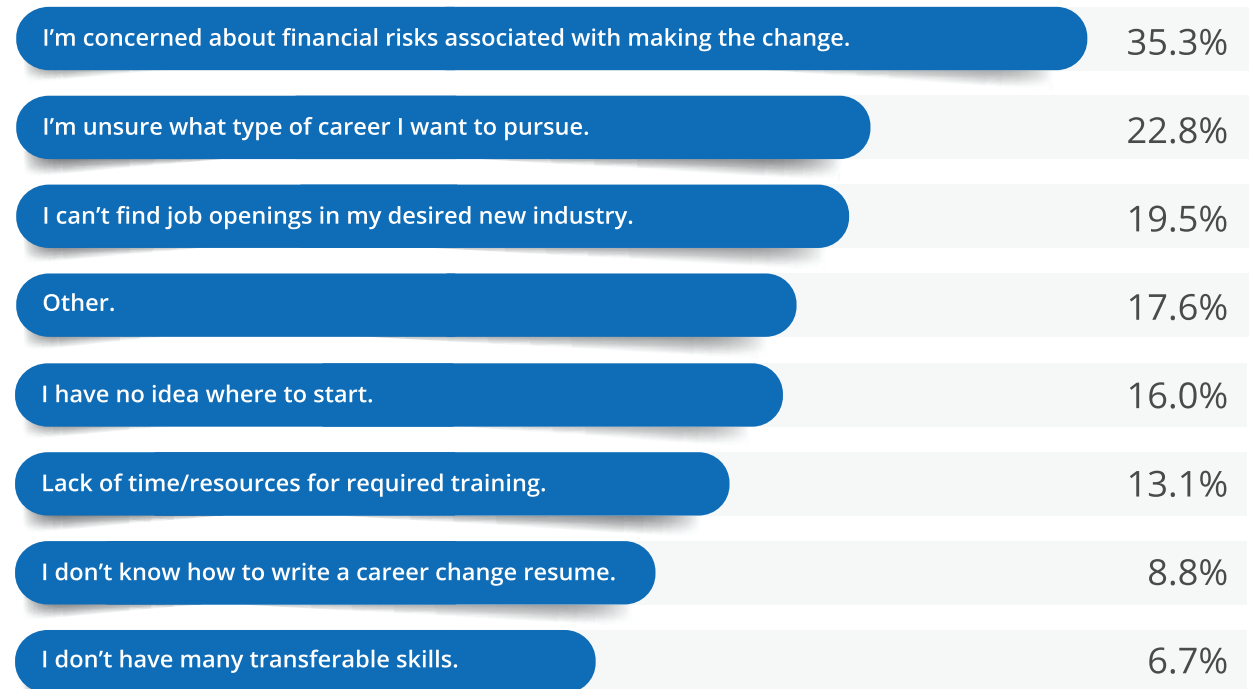 I’m concerned about financial risks associated with making the change. 35.3%
I’m unsure what type of career I want to pursue. 22.8%
I can’t find job openings in my desired new industry. 19.5%
Other. 17.6%
I have no idea where to start. 16.0%
Lack of time/resources for required training. 13.1%
I don’t know how to write a career change resume. 8.8%
I don’t have many transferable skills. 6.7%